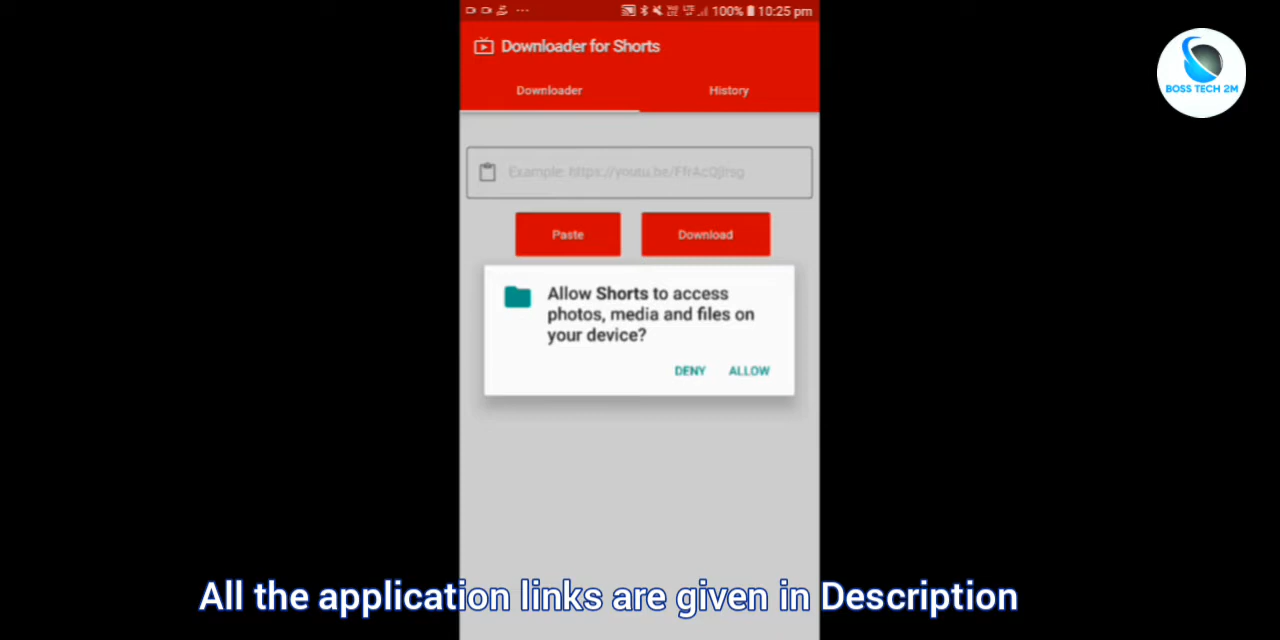 100% 10:25 pm
Downloader for Shorts
Downloader
History
Paste
Download
Allow Shorts to access
photos, media and files on
your device?
DENY
ALLOW
BOSS TECH 2M
All the application links are given in Description